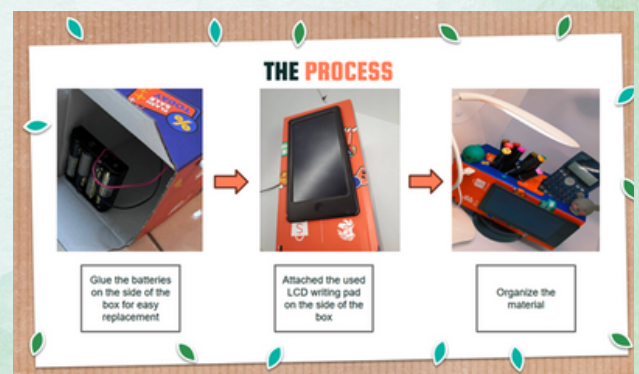 THE PROCESS
Glue the batteries
on the side of the
box for easy
replacement
Attached the used
LCD writing pad
on the side of the
box
Organize the
material